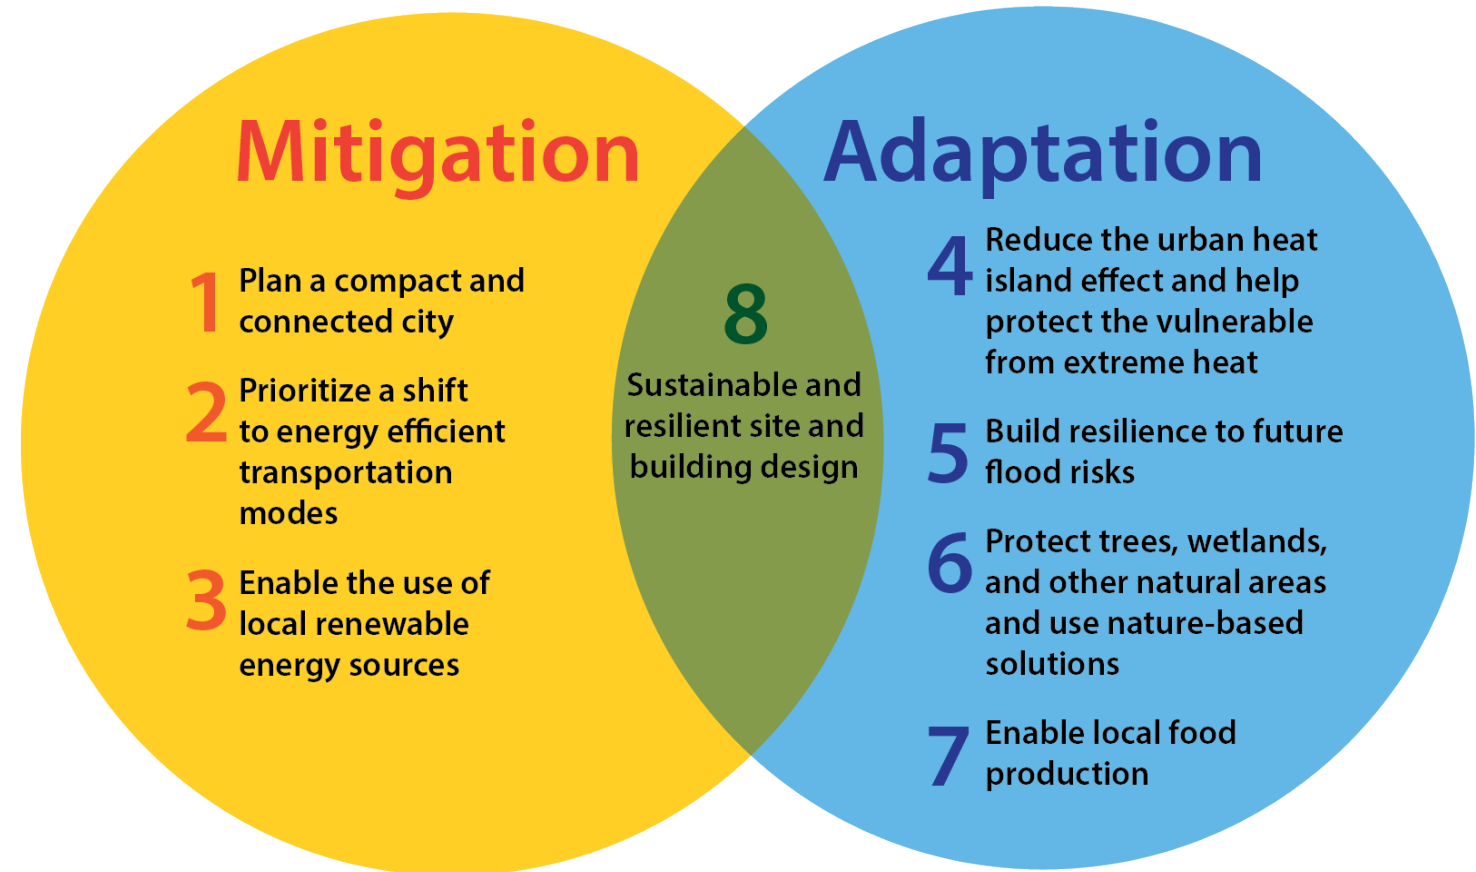 Mitigation
1
Plan a compact and
connected city
2
Prioritize a shift
to energy efficient
transportation
modes
3
Enable the use of
local renewable
energy sources
8
Sustainable and
resilient site and
building design
Adaptation
4
Reduce the urban heat
island effect and help
protect the vulnerable
from extreme heat
5
Build resilience to future
flood risks
6
Protect trees, wetlands,
and other natural areas
and use nature-based
solutions
7
Enable local food
production